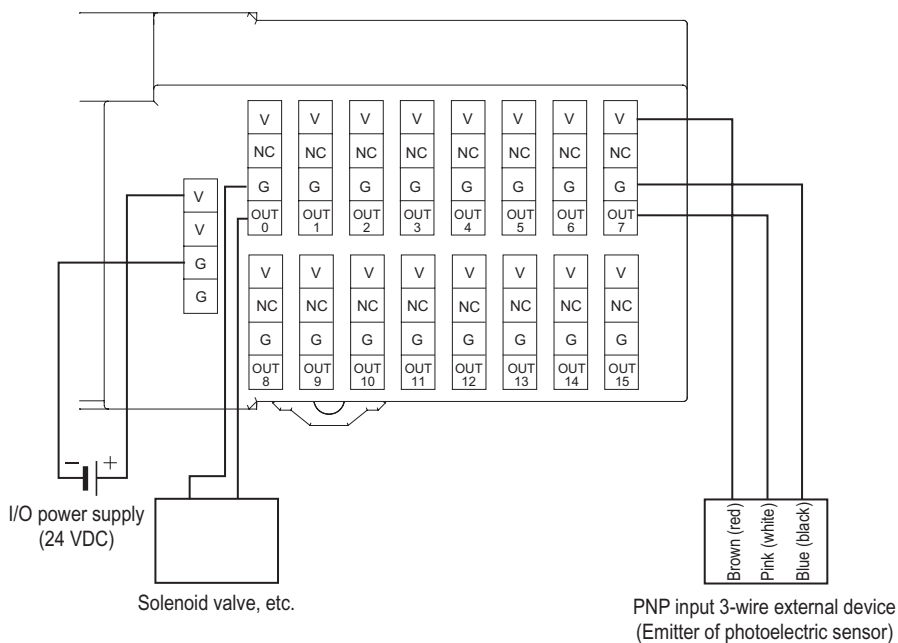 V V V V V V V V
NC NC NC NC NC NC NC NC
G G G G G G G G
OUT 0 OUT 1 OUT 2 OUT 3 OUT 4 OUT 5 OUT 6 OUT 7
V
V
G
G
V V V V V V V V
NC NC NC NC NC NC NC NC
G G G G G G G G
OUT 8 OUT 9 OUT 10 OUT 11 OUT 12 OUT 13 OUT 14 OUT 15
− +
I/O power supply
(24 VDC)
Solenoid valve, etc.
Brown (red)
Pink (white)
Blue (black)
PNP input 3-wire external device
(Emitter of photoelectric sensor)